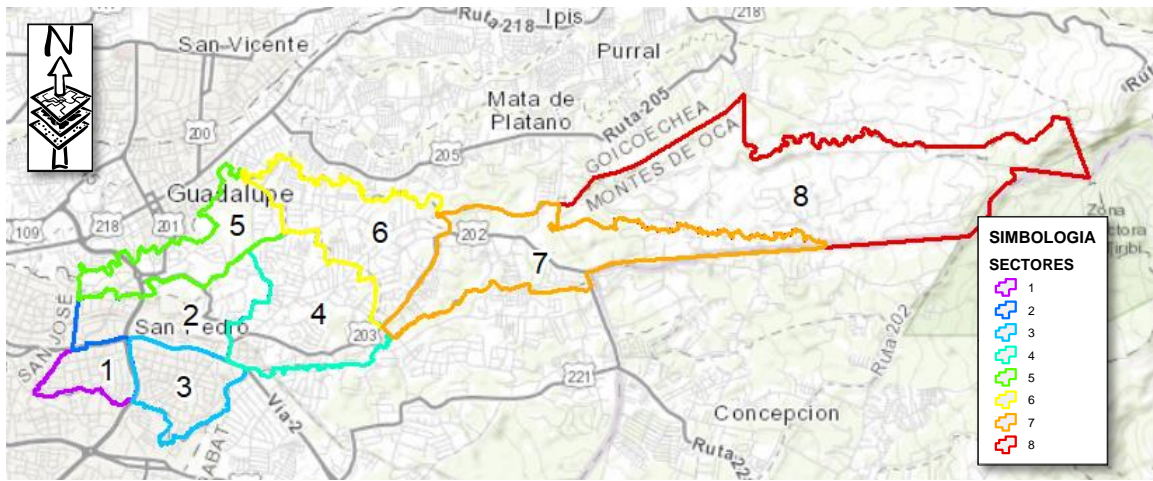 N
San-Vicente
Ruta-218
Ipis
218
Purral
Mata de
Platano
Ruta-205
GOICOECHEA
MONTES DE OCA
200
205
Guadalupe
109
218
201
5
6
202
7
8
2
San Pedro
4
203
SAN JOSE
1
3
221
Via-2
Concepcion
Ruta-202
Zona
SIMBOLOGIA
SECTORES
1
2
3
4
5
6
7
8